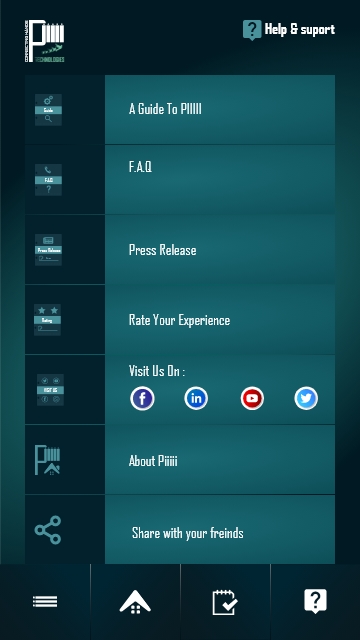 CONNECTING HANDS
TECHNOLOGIES
Help & suport
Guide
A Guide To PIIIII
F.A.Q
F.A.Q
Press Release
Press Release
Rating
Rate Your Experience
VISIT US
Visit Us On :
About Piiiii
Share with your freinds